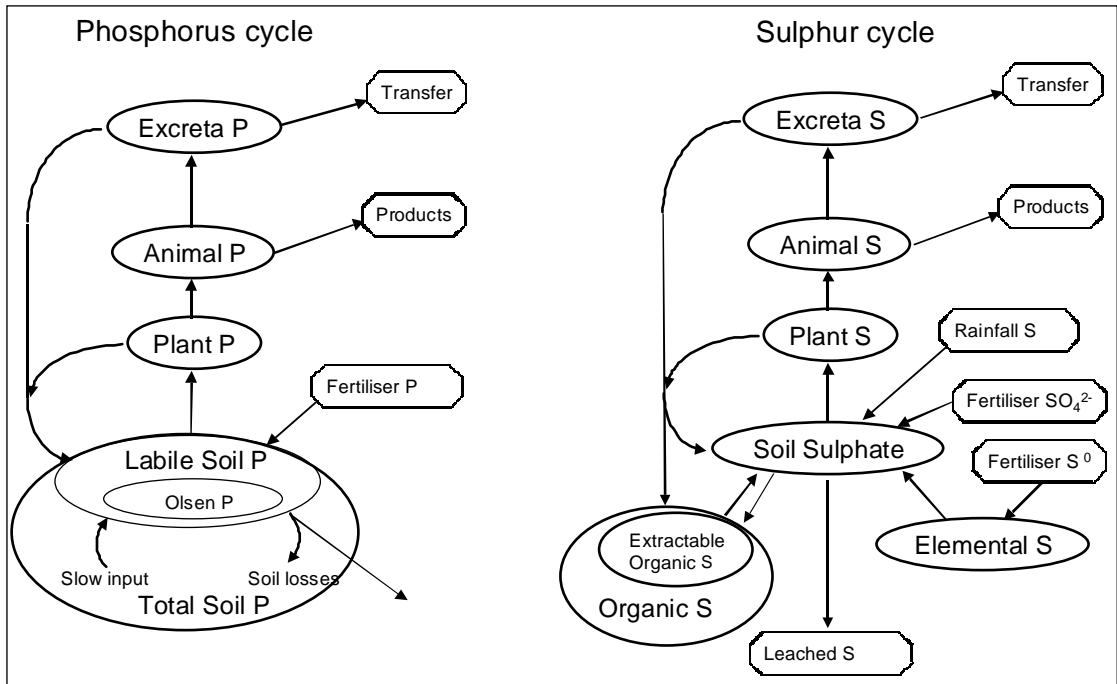 Phosphorus cycle
Transfer
Excreta P
Products
Animal P
Plant P
Fertiliser P
Labile Soil P
Olsen P
Slow input
Soil losses
Total Soil P
Sulphur cycle
Transfer
Excreta S
Products
Animal S
Plant S
Rainfall S
Fertiliser SO₄²⁻
Soil Sulphate
Fertiliser S⁰
Extractable
Organic S
Elemental S
Organic S
Leached S